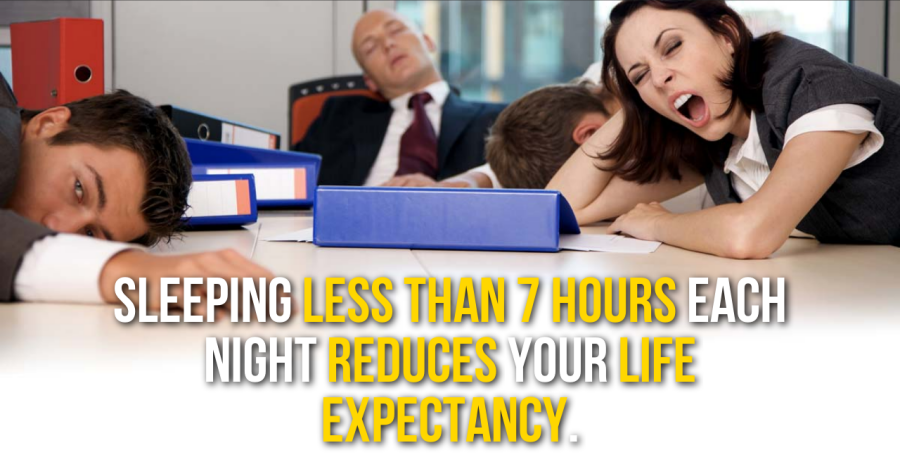 SLEEPING LESS THAN 7 HOURS EACH
NIGHT REDUCES YOUR LIFE
EXPECTANCY.